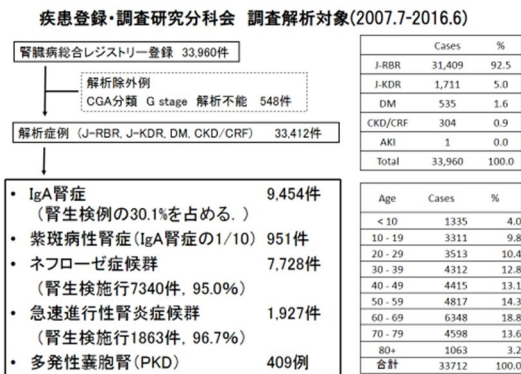 疾患登録・調査研究分科会 調査解析対象(2007.7-2016.6)
腎臓病総合レジストリー登録 33,960件
解析除外例
CGA分類 G stage 解析不能 548件
解析症例 (J-RBR, J-KDR, DM, CKD/CRF) 33,412件
• IgA腎症 9,454件
(腎生検例の30.1%を占める. )
• 紫斑病性腎症(IgA腎症の1/10) 951件
• ネフローゼ症候群 7,728件
(腎生検施行7340件, 95.0%)
• 急速進行性腎炎症候群 1,927件
(腎生検施行1863件, 96.7%)
• 多発性嚢胞腎(PKD) 409例
Cases %
J-RBR 31,409 92.5
J-KDR 1,711 5.0
DM 535 1.6
CKD/CRF 304 0.9
AKI 1 0.0
Total 33,960 100.0
Age Cases %
< 10 1335 4.0
10 - 19 3311 9.8
20 - 29 3513 10.4
30 - 39 4312 12.8
40 - 49 4415 13.1
50 - 59 4817 14.3
60 - 69 6348 18.8
70 - 79 4598 13.6
80+ 1063 3.2
合計 33712 100.0